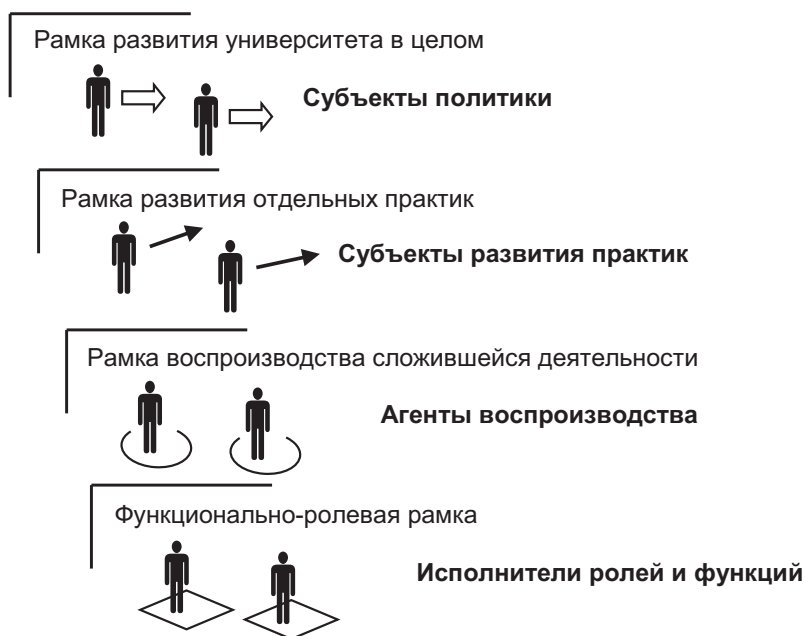 Рамка развития университета в целом
Субъекты политики
Рамка развития отдельных практик
Субъекты развития практик
Рамка воспроизводства сложившейся деятельности
Агенты воспроизводства
Функционально-ролевая рамка
Исполнители ролей и функций